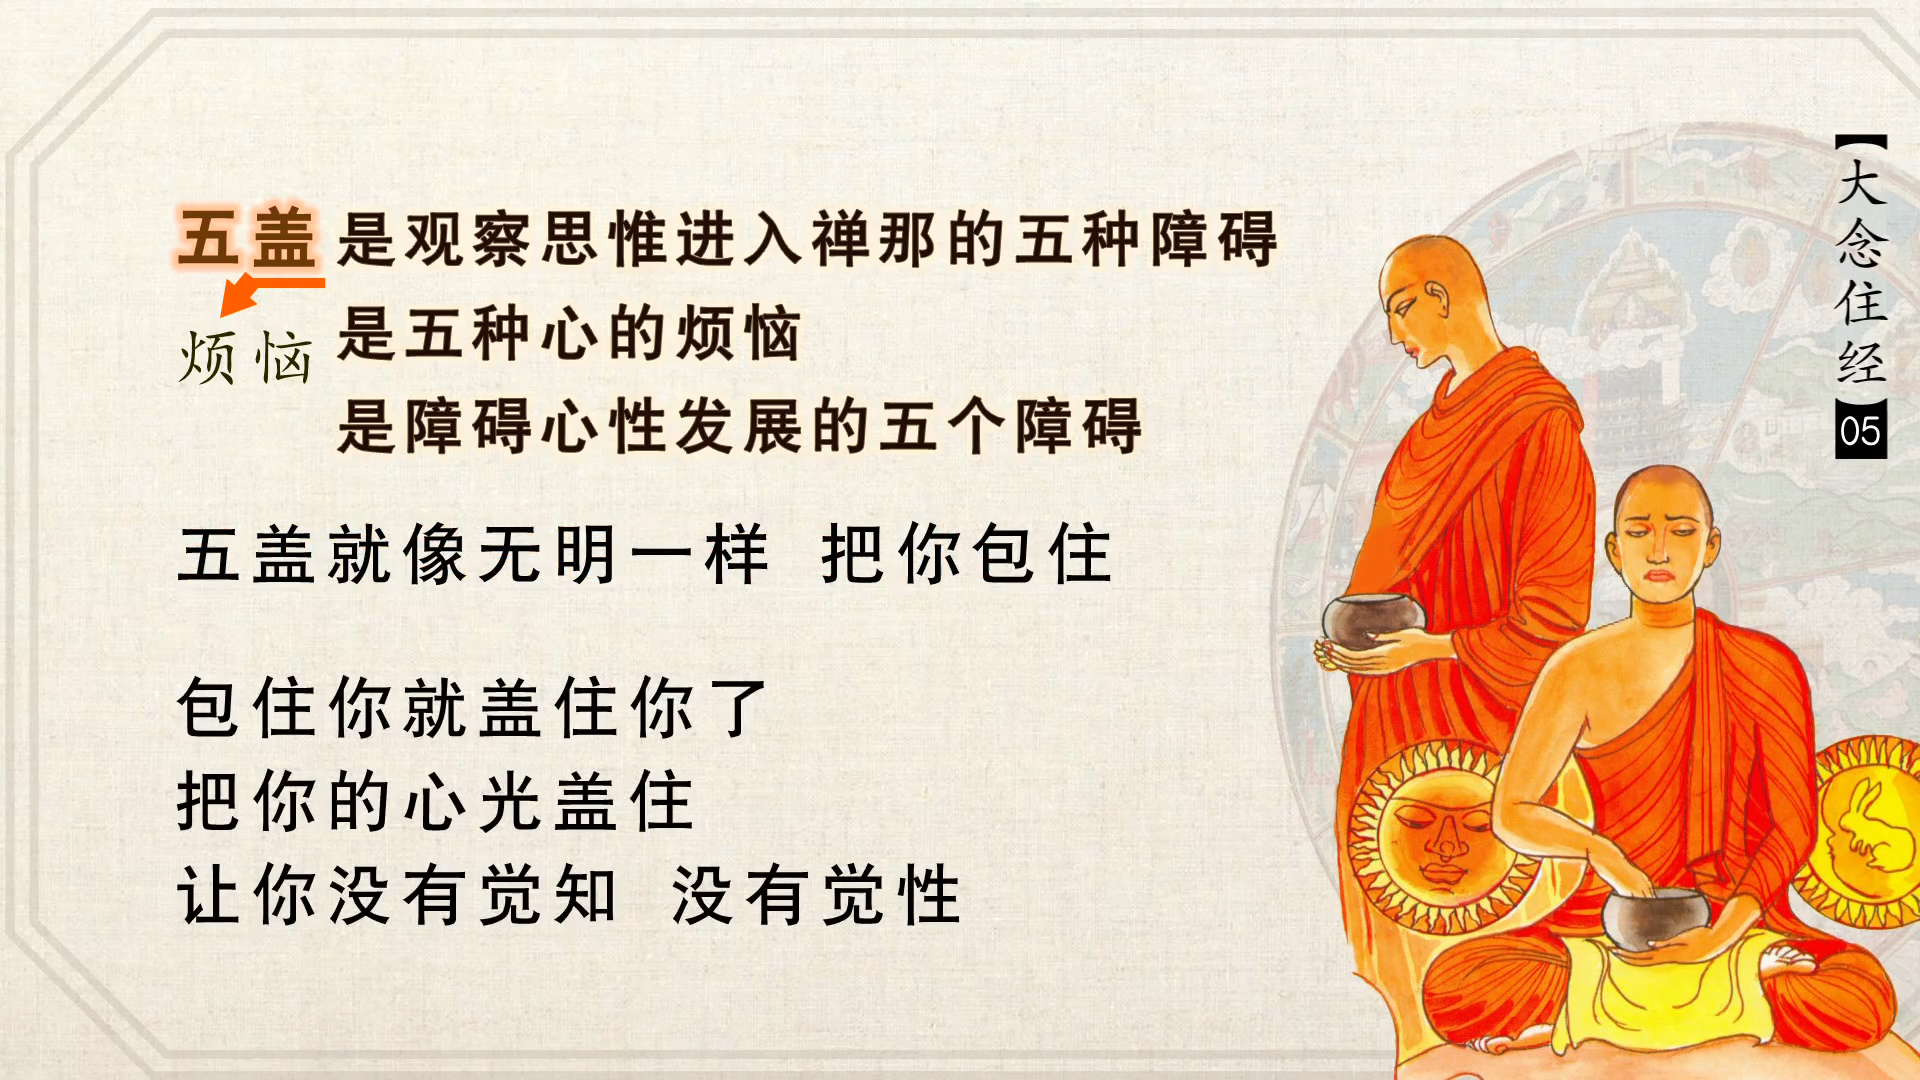 五盖 是观察思惟进入禅那的五种障碍
烦恼 是五种心的烦恼
是障碍心性发展的五个障碍
五盖就像无明一样 把你包住
包住你就盖住你了
把你的心光盖住
让你没有觉知 没有觉性
【大念住经】05